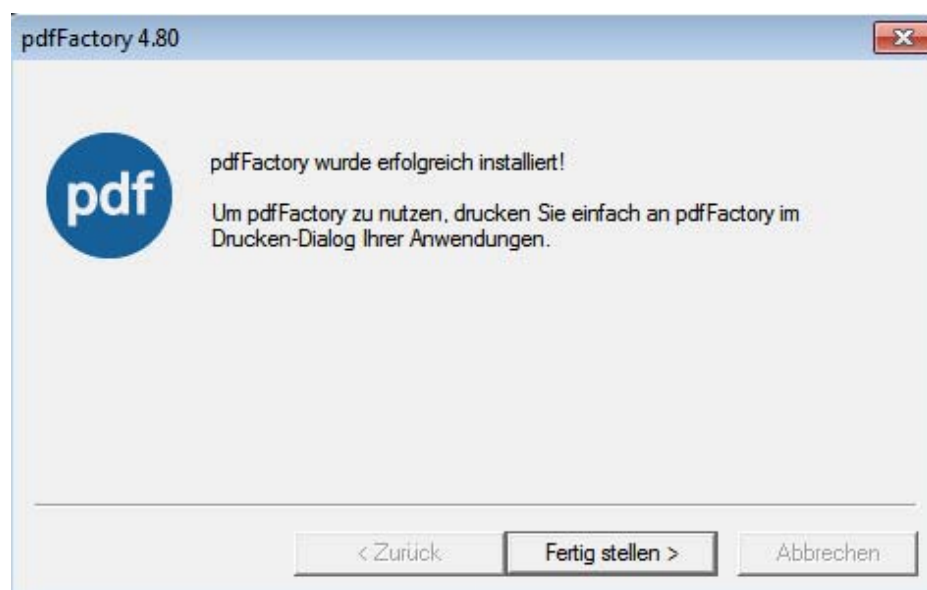 pdfFactory 4.80
pdf
pdfFactory wurde erfolgreich installiert!
Um pdfFactory zu nutzen, drucken Sie einfach an pdfFactory im
Drucken-Dialog Ihrer Anwendungen.
< Zurück
Fertig stellen >
Abbrechen